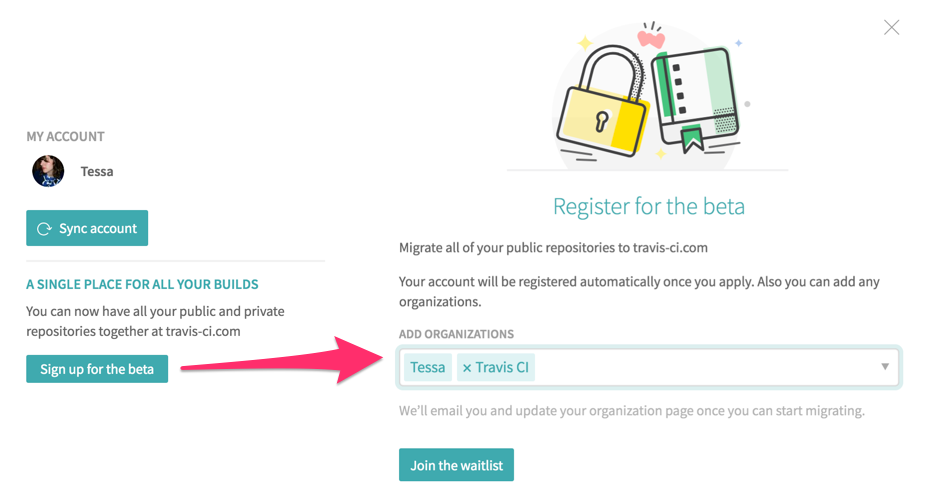 MY ACCOUNT
Tessa
Sync account
A SINGLE PLACE FOR ALL YOUR BUILDS
You can now have all your public and private
repositories together at travis-ci.com
Sign up for the beta
Register for the beta
Migrate all of your public repositories to travis-ci.com
Your account will be registered automatically once you apply. Also you can add any
organizations.
ADD ORGANIZATIONS
Tessa × Travis CI
We'll email you and update your organization page once you can start migrating.
Join the waitlist